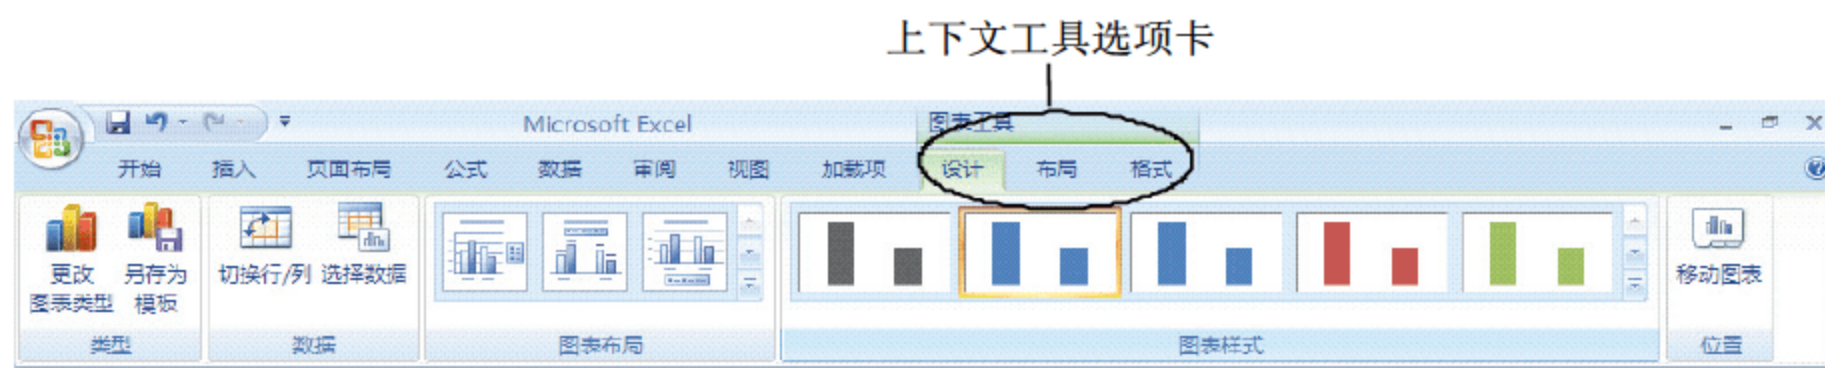 上下文工具选项卡
Microsoft Excel 图表工具
开始 插入 页面布局 公式 数据 审阅 视图 加载项 设计 布局 格式
更改 另存为 切换行/列 选择数据 移动图表
图表类型 模板
类型 数据 图表布局 图表样式 位置